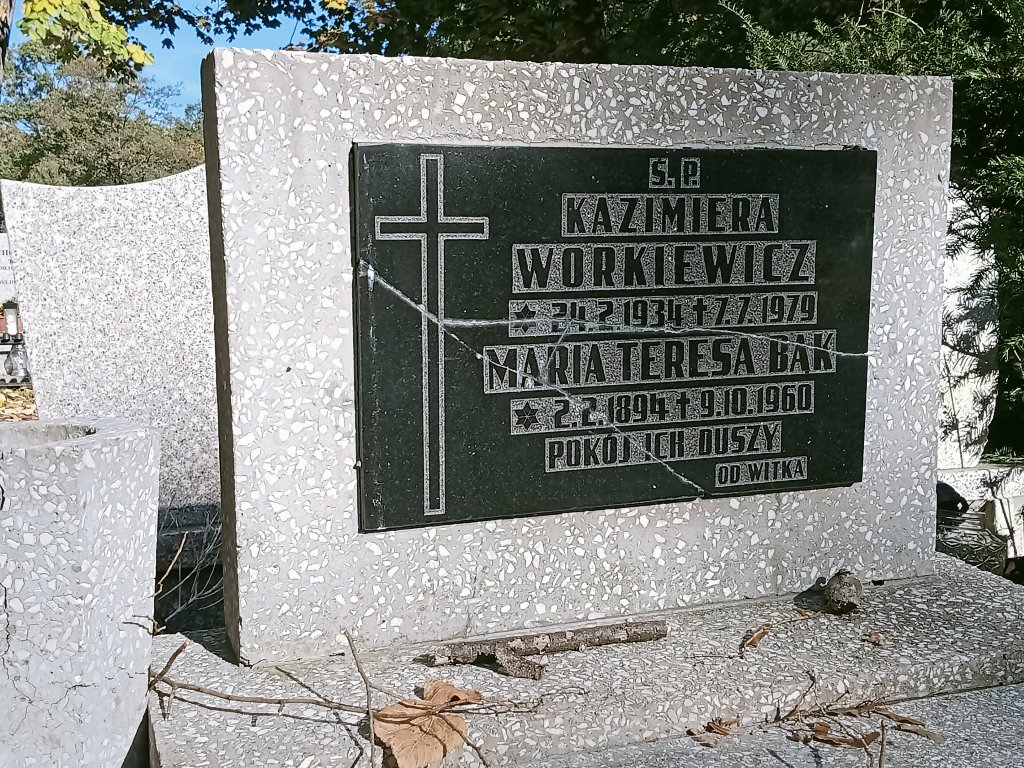 Ś. P.
KAZIMIERA
WORKIEWICZ
✶ 24.2.1934 † 7.7.1979
MARIA TERESA BĄK
✶ 2.2.1894 † 9.10.1960
POKÓJ ICH DUSZY
OD WITKA